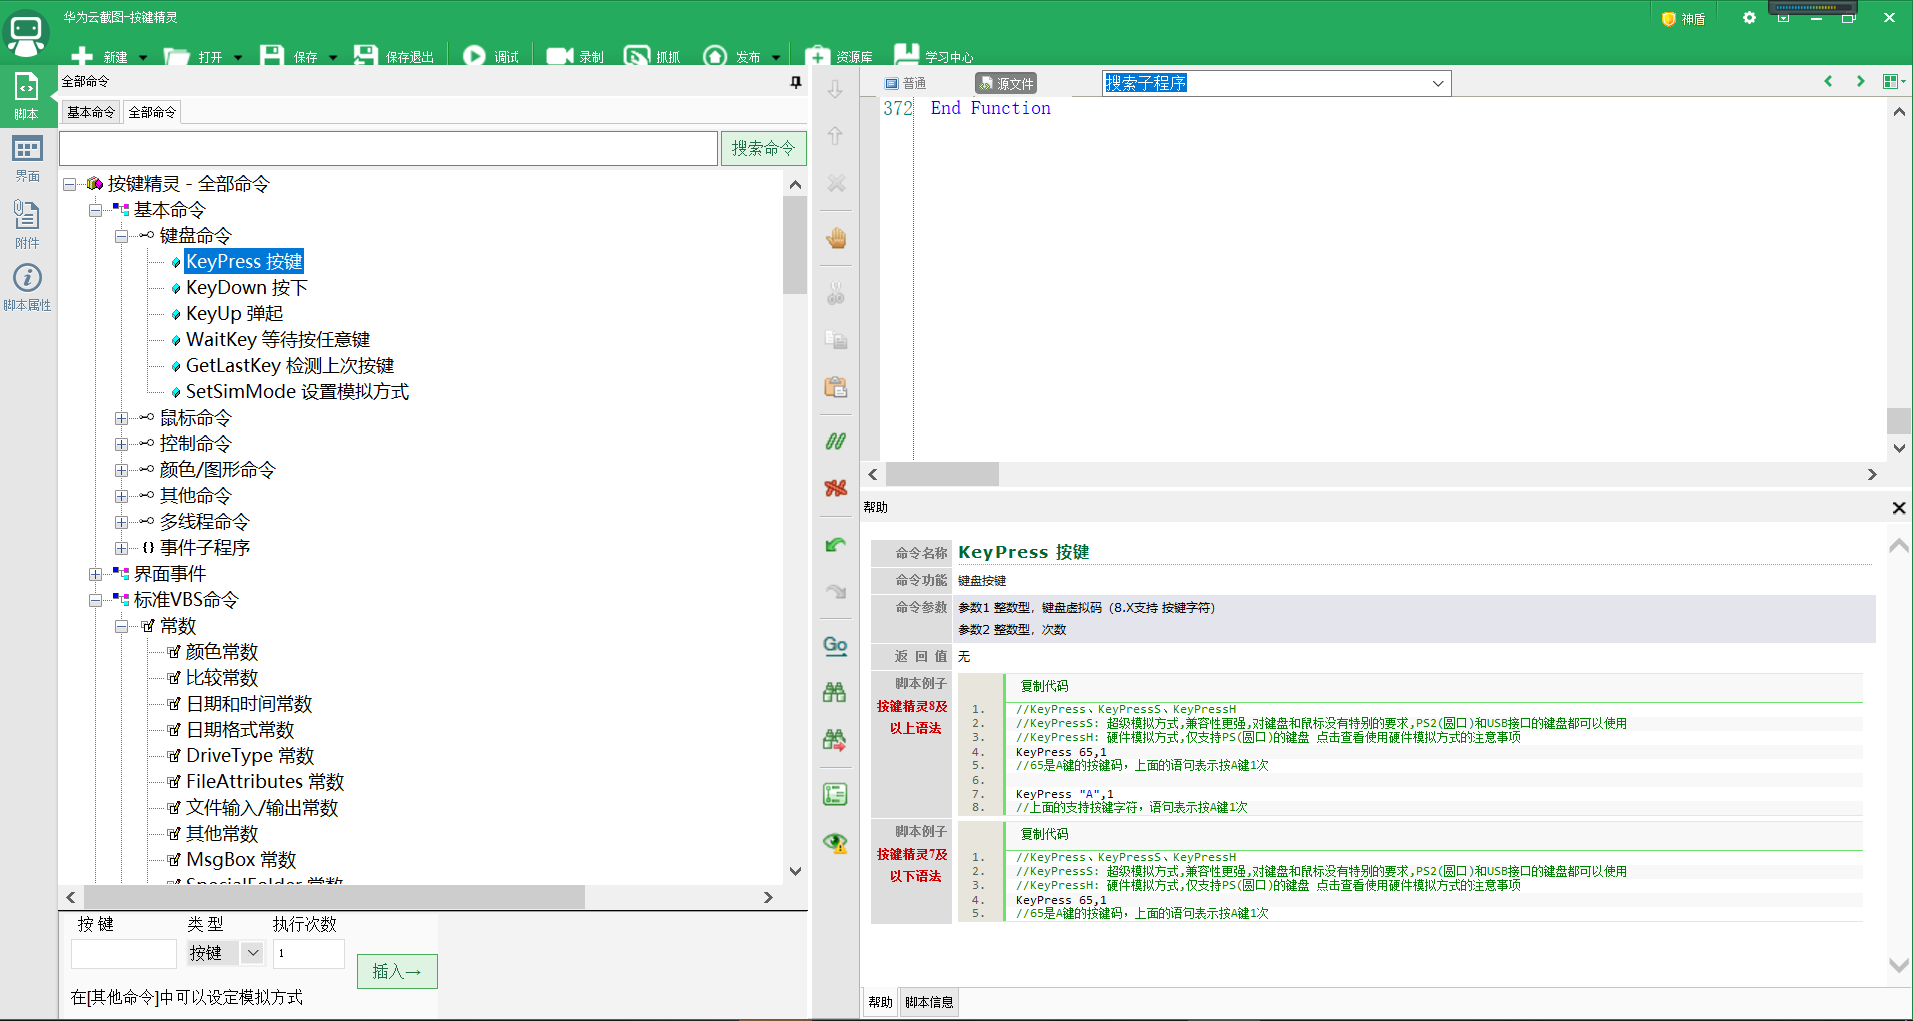 华为云截图-按键精灵
神盾
新建
打开
保存
保存退出
调试
录制
抓抓
发布
资源库
学习中心
脚本
界面
附件
脚本属性
全部命令
基本命令
全部命令
搜索命令
按键精灵 - 全部命令
基本命令
键盘命令
KeyPress 按键
KeyDown 按下
KeyUp 弹起
WaitKey 等待按任意键
GetLastKey 检测上次按键
SetSimMode 设置模拟方式
鼠标命令
控制命令
颜色/图形命令
其他命令
多线程命令
{} 事件子程序
界面事件
标准VBS命令
常数
颜色常数
比较常数
日期和时间常数
日期格式常数
DriveType 常数
FileAttributes 常数
文件输入/输出常数
其他常数
MsgBox 常数
SpecialFolder 常数
按 键
类 型
执行次数
按键
1
插入→
在[其他命令]中可以设定模拟方式
Go
普通
源文件
搜索子程序
372 End Function
帮助
命令名称 KeyPress 按键
命令功能 键盘按键
命令参数 参数1 整数型，键盘虚拟码（8.X支持 按键字符）
参数2 整数型，次数
返 回 值 无
脚本例子
按键精灵8及
以上语法
复制代码
1. //KeyPress、KeyPressS、KeyPressH
2. //KeyPressS: 超级模拟方式,兼容性更强,对键盘和鼠标没有特别的要求,PS2(圆口)和USB接口的键盘都可以使用
3. //KeyPressH: 硬件模拟方式,仅支持PS(圆口)的键盘 点击查看使用硬件模拟方式的注意事项
4. KeyPress 65,1
5. //65是A键的按键码，上面的语句表示按A键1次
6.
7. KeyPress "A",1
8. //上面的支持按键字符，语句表示按A键1次
脚本例子
按键精灵7及
以下语法
复制代码
1. //KeyPress、KeyPressS、KeyPressH
2. //KeyPressS: 超级模拟方式,兼容性更强,对键盘和鼠标没有特别的要求,PS2(圆口)和USB接口的键盘都可以使用
3. //KeyPressH: 硬件模拟方式,仅支持PS(圆口)的键盘 点击查看使用硬件模拟方式的注意事项
4. KeyPress 65,1
5. //65是A键的按键码，上面的语句表示按A键1次
帮助
脚本信息